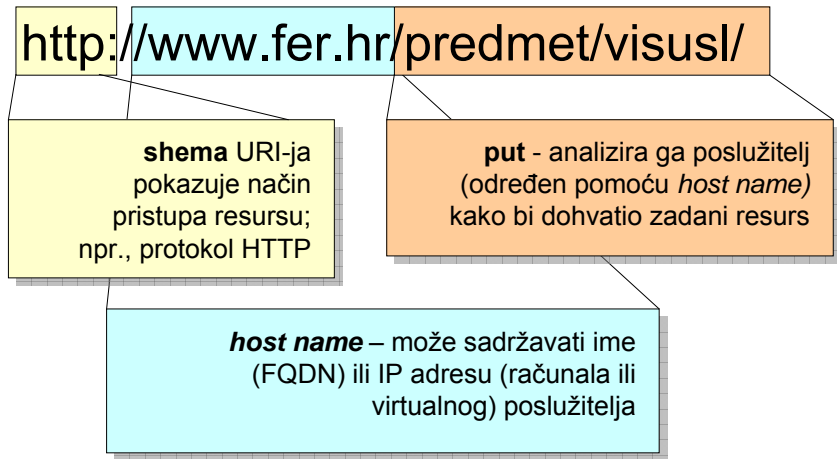 http://www.fer.hr/predmet/visusl/
shema URI-ja
pokazuje način
pristupa resursu;
npr., protokol HTTP
put - analizira ga poslužitelj
(određen pomoću host name)
kako bi dohvatio zadani resurs
host name – može sadržavati ime
(FQDN) ili IP adresu (računala ili
virtualnog) poslužitelja